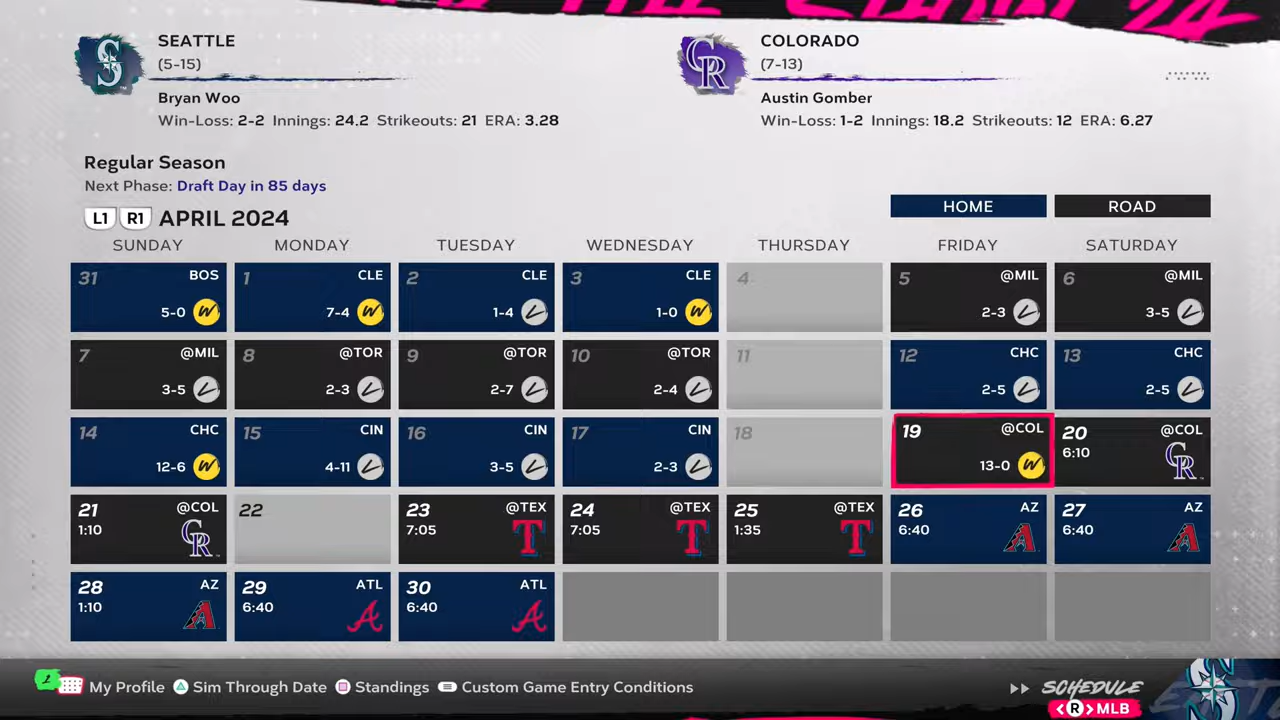 SEATTLE
(5-15)
Bryan Woo
Win-Loss: 2-2 Innings: 24.2 Strikeouts: 21 ERA: 3.28
COLORADO
(7-13)
Austin Gomber
Win-Loss: 1-2 Innings: 18.2 Strikeouts: 12 ERA: 6.27
Regular Season
Next Phase: Draft Day in 85 days
L1 R1 APRIL 2024
HOME ROAD
SUNDAY MONDAY TUESDAY WEDNESDAY THURSDAY FRIDAY SATURDAY
31 BOS 1 CLE 2 CLE 3 CLE 4 5 @MIL 6 @MIL
5-0 W 7-4 W 1-4 L 1-0 W 2-3 L 3-5 L
7 @MIL 8 @TOR 9 @TOR 10 @TOR 11 12 CHC 13 CHC
3-5 L 2-3 L 2-7 L 2-4 L 2-5 L 2-5 L
14 CHC 15 CIN 16 CIN 17 CIN 18 19 @COL 20 @COL
12-6 W 4-11 L 3-5 L 2-3 L 13-0 W 6:10 CR
21 @COL 22 23 @TEX 24 @TEX 25 @TEX 26 AZ 27 AZ
1:10 CR 7:05 T 7:05 T 1:35 T 6:40 A 6:40 A
28 AZ 29 ATL 30 ATL
1:10 A 6:40 A 6:40 A
My Profile Sim Through Date Standings Custom Game Entry Conditions
SCHEDULE
R MLB